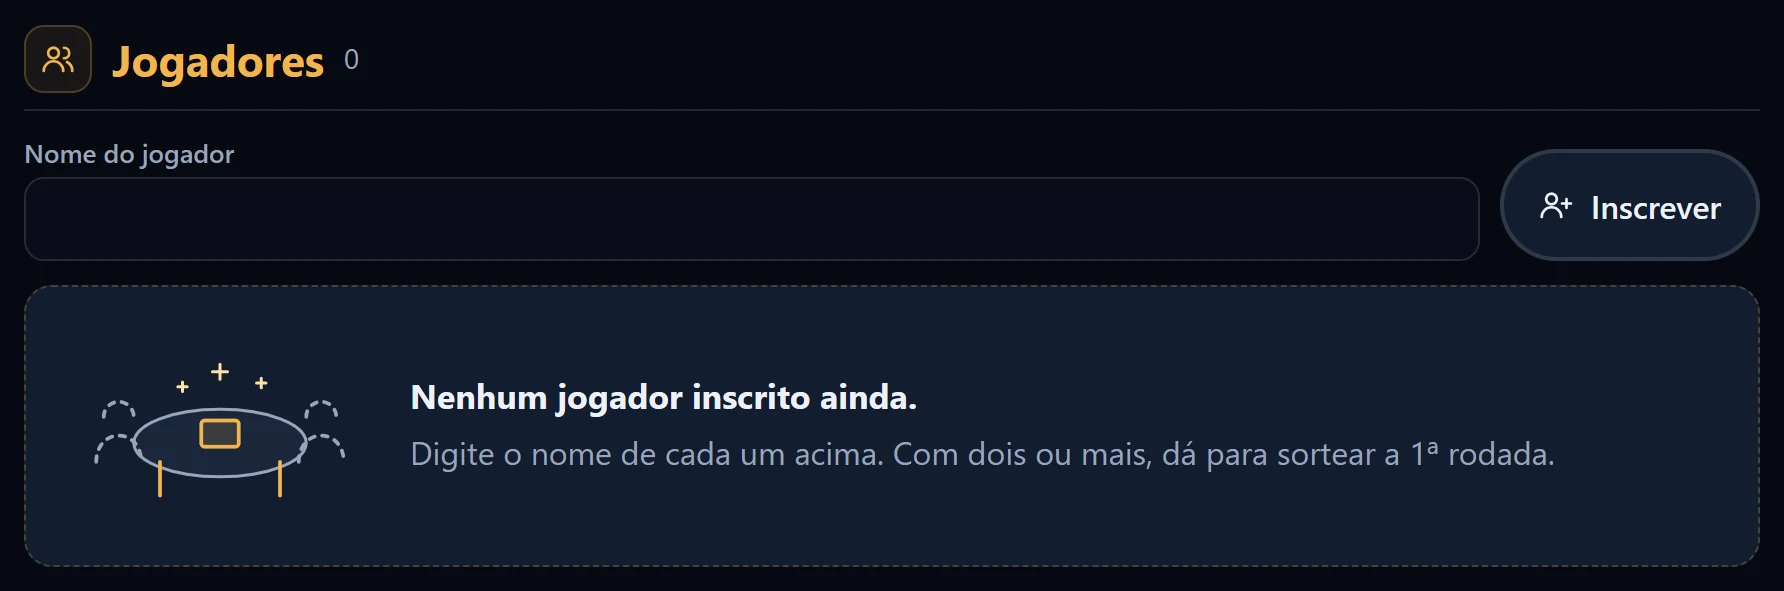 Jogadores 0
Nome do jogador
Inscrever
Nenhum jogador inscrito ainda.
Digite o nome de cada um acima. Com dois ou mais, dá para sortear a 1ª rodada.